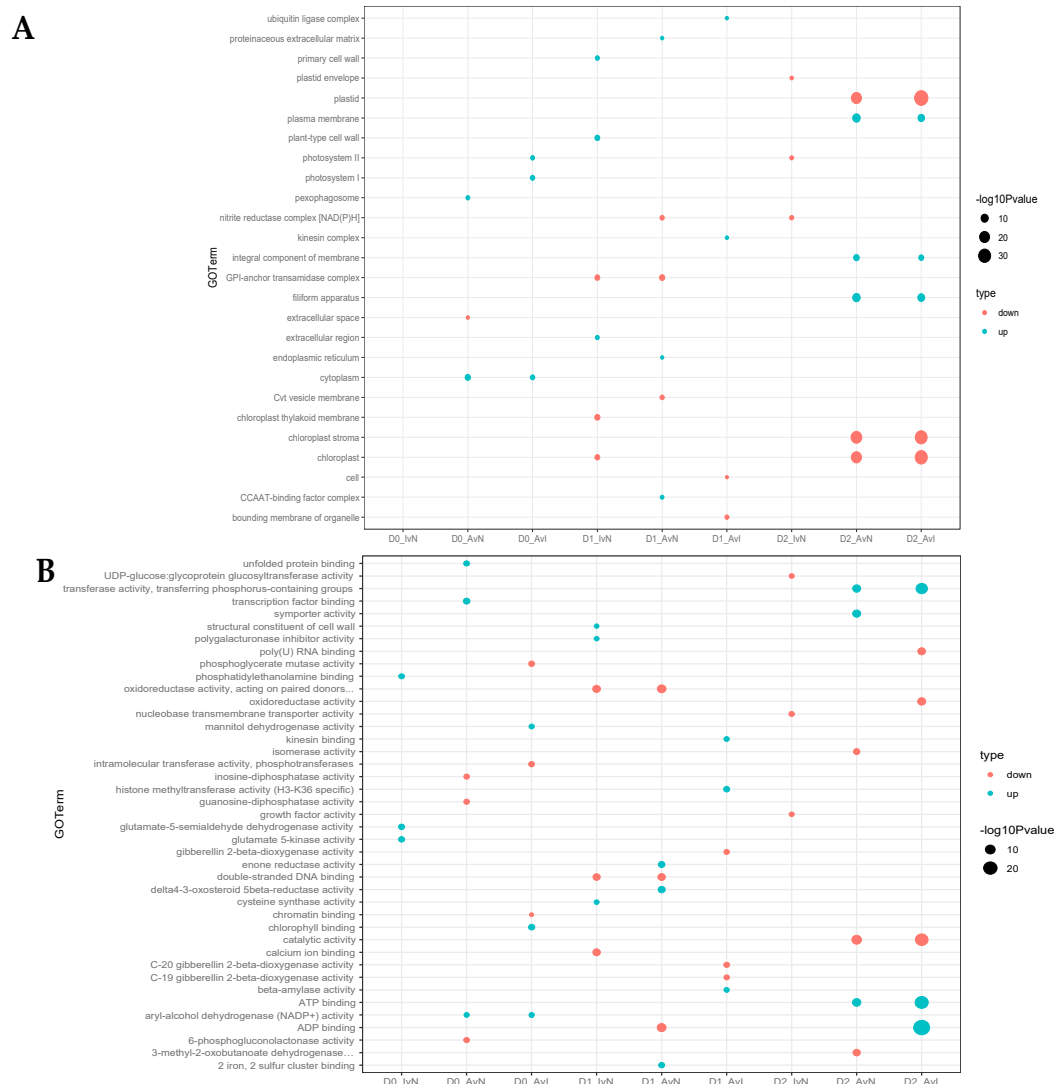 A
ubiquitin ligase complex
proteinaceous extracellular matrix
primary cell wall
plastid envelope
plastid
plasma membrane
plant-type cell wall
photosystem II
photosystem I
pexophagosome
nitrite reductase complex [NAD(P)H]
kinesin complex
integral component of membrane
GPI-anchor transamidase complex
filiform apparatus
extracellular space
extracellular region
endoplasmic reticulum
cytoplasm
Cvt vesicle membrane
chloroplast thylakoid membrane
chloroplast stroma
chloroplast
cell
CCAAT-binding factor complex
bounding membrane of organelle
GOTerm
D0_IvN D0_AvN D0_AvI D1_IvN D1_AvN D1_AvI D2_IvN D2_AvN D2_AvI
-log10Pvalue
10
20
30
type
down
up
B
unfolded protein binding
UDP-glucose:glycoprotein glucosyltransferase activity
transferase activity, transferring phosphorus-containing groups
transcription factor binding
symporter activity
structural constituent of cell wall
polygalacturonase inhibitor activity
poly(U) RNA binding
phosphoglycerate mutase activity
phosphatidylethanolamine binding
oxidoreductase activity, acting on paired donors...
oxidoreductase activity
nucleobase transmembrane transporter activity
mannitol dehydrogenase activity
kinesin binding
isomerase activity
intramolecular transferase activity, phosphotransferases
inosine-diphosphatase activity
histone methyltransferase activity (H3-K36 specific)
guanosine-diphosphatase activity
growth factor activity
glutamate-5-semialdehyde dehydrogenase activity
glutamate 5-kinase activity
gibberellin 2-beta-dioxygenase activity
enone reductase activity
double-stranded DNA binding
delta4-3-oxosteroid 5beta-reductase activity
cysteine synthase activity
chromatin binding
chlorophyll binding
catalytic activity
calcium ion binding
C-20 gibberellin 2-beta-dioxygenase activity
C-19 gibberellin 2-beta-dioxygenase activity
beta-amylase activity
ATP binding
aryl-alcohol dehydrogenase (NADP+) activity
ADP binding
6-phosphogluconolactonase activity
3-methyl-2-oxobutanoate dehydrogenase...
2 iron, 2 sulfur cluster binding
GOTerm
D0_IvN D0_AvN D0_AvI D1_IvN D1_AvN D1_AvI D2_IvN D2_AvN D2_AvI
type
down
up
-log10Pvalue
10
20